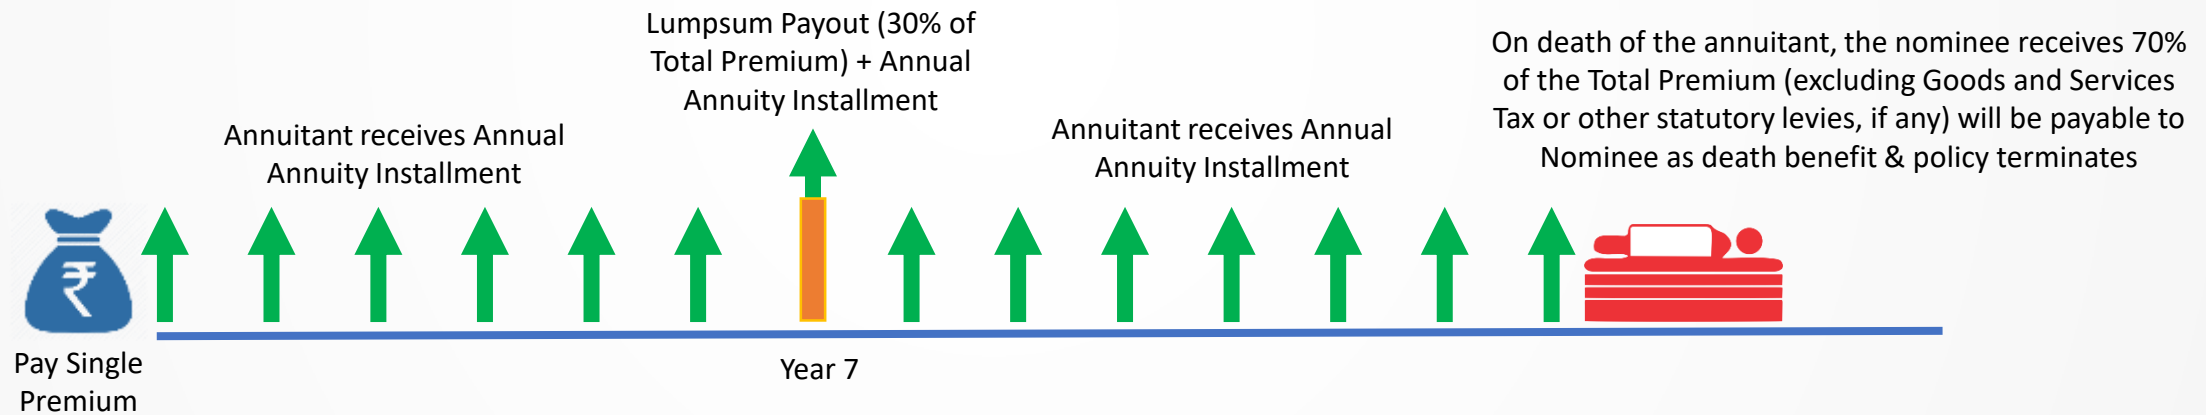 Lumpsum Payout (30% of
Total Premium) + Annual
Annuity Installment
On death of the annuitant, the nominee receives 70%
of the Total Premium (excluding Goods and Services
Tax or other statutory levies, if any) will be payable to
Nominee as death benefit & policy terminates
Annuitant receives Annual
Annuity Installment
Annuitant receives Annual
Annuity Installment
₹
Pay Single
Premium
Year 7